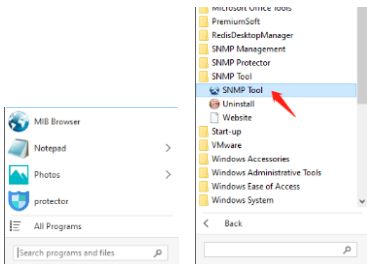 MIB Browser
Notepad
Photos
protector
All Programs
Search programs and files
Microsoft Office Tools
PremiumSoft
RedisDesktopManager
SNMP Management
SNMP Protector
SNMP Tool
SNMP Tool
Uninstall
Website
Start-up
VMware
Windows Accessories
Windows Administrative Tools
Windows Ease of Access
Windows System
Back